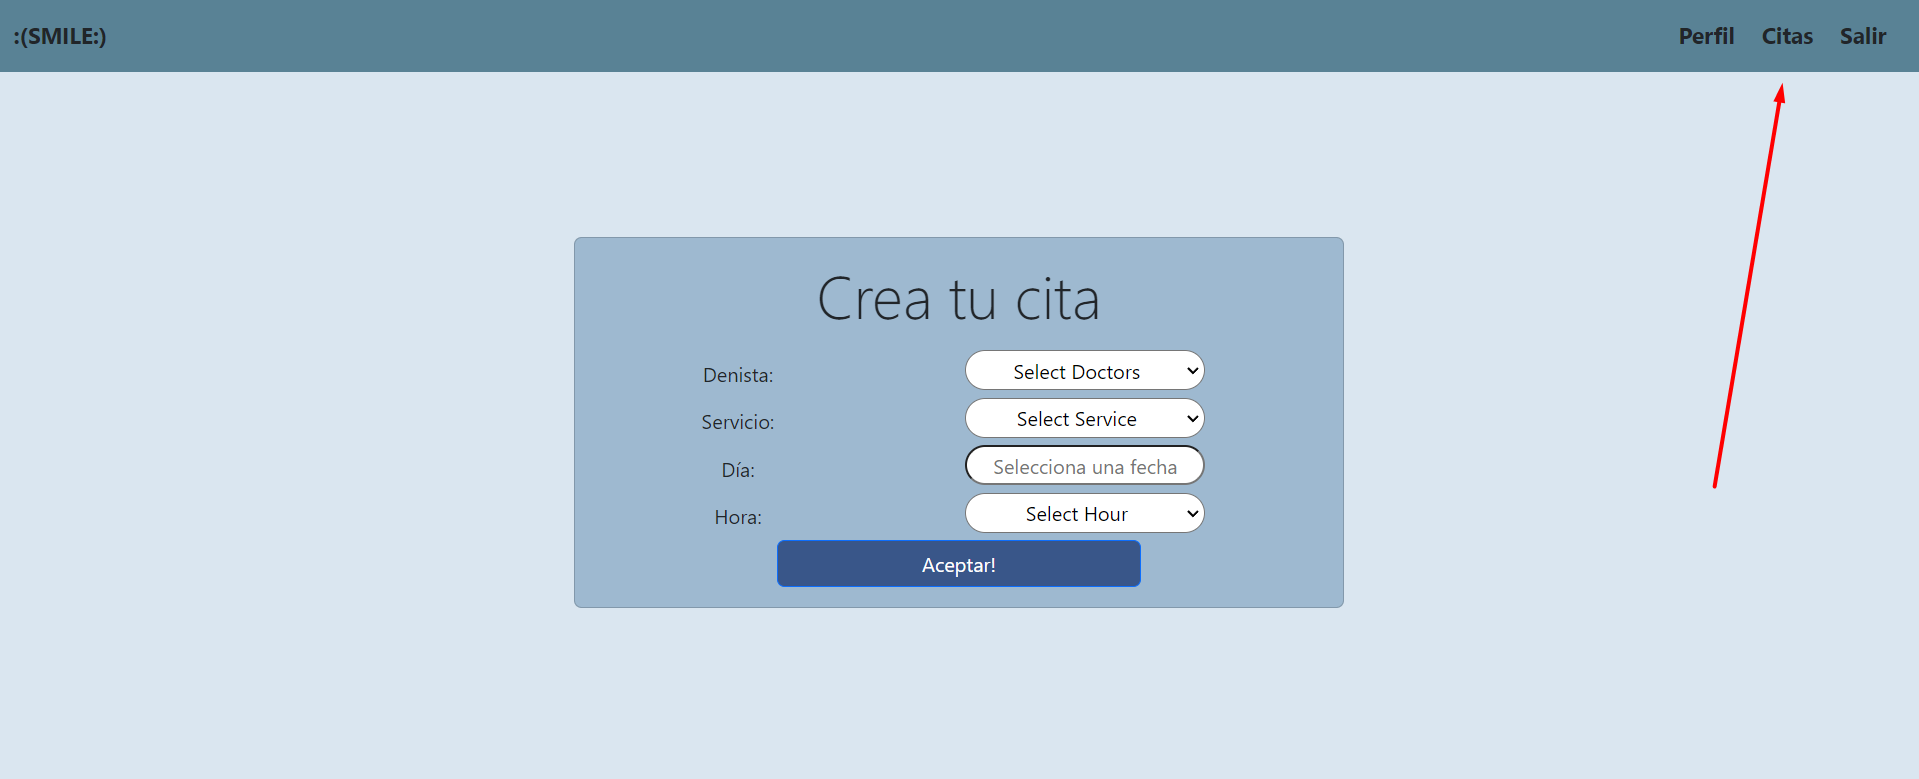 :(SMILE:) Perfil Citas Salir
Crea tu cita
Denista: Select Doctors
Servicio: Select Service
Día: Selecciona una fecha
Hora: Select Hour
Aceptar!